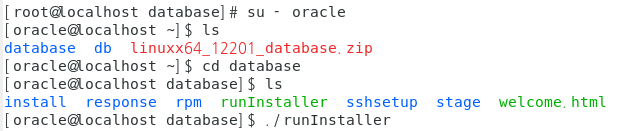 [root@localhost database]# su - oracle
[oracle@localhost ~]$ ls
database db linuxx64_12201_database.zip
[oracle@localhost ~]$ cd database
[oracle@localhost database]$ ls
install response rpm runInstaller sshsetup stage welcome.html
[oracle@localhost database]$ ./runInstaller